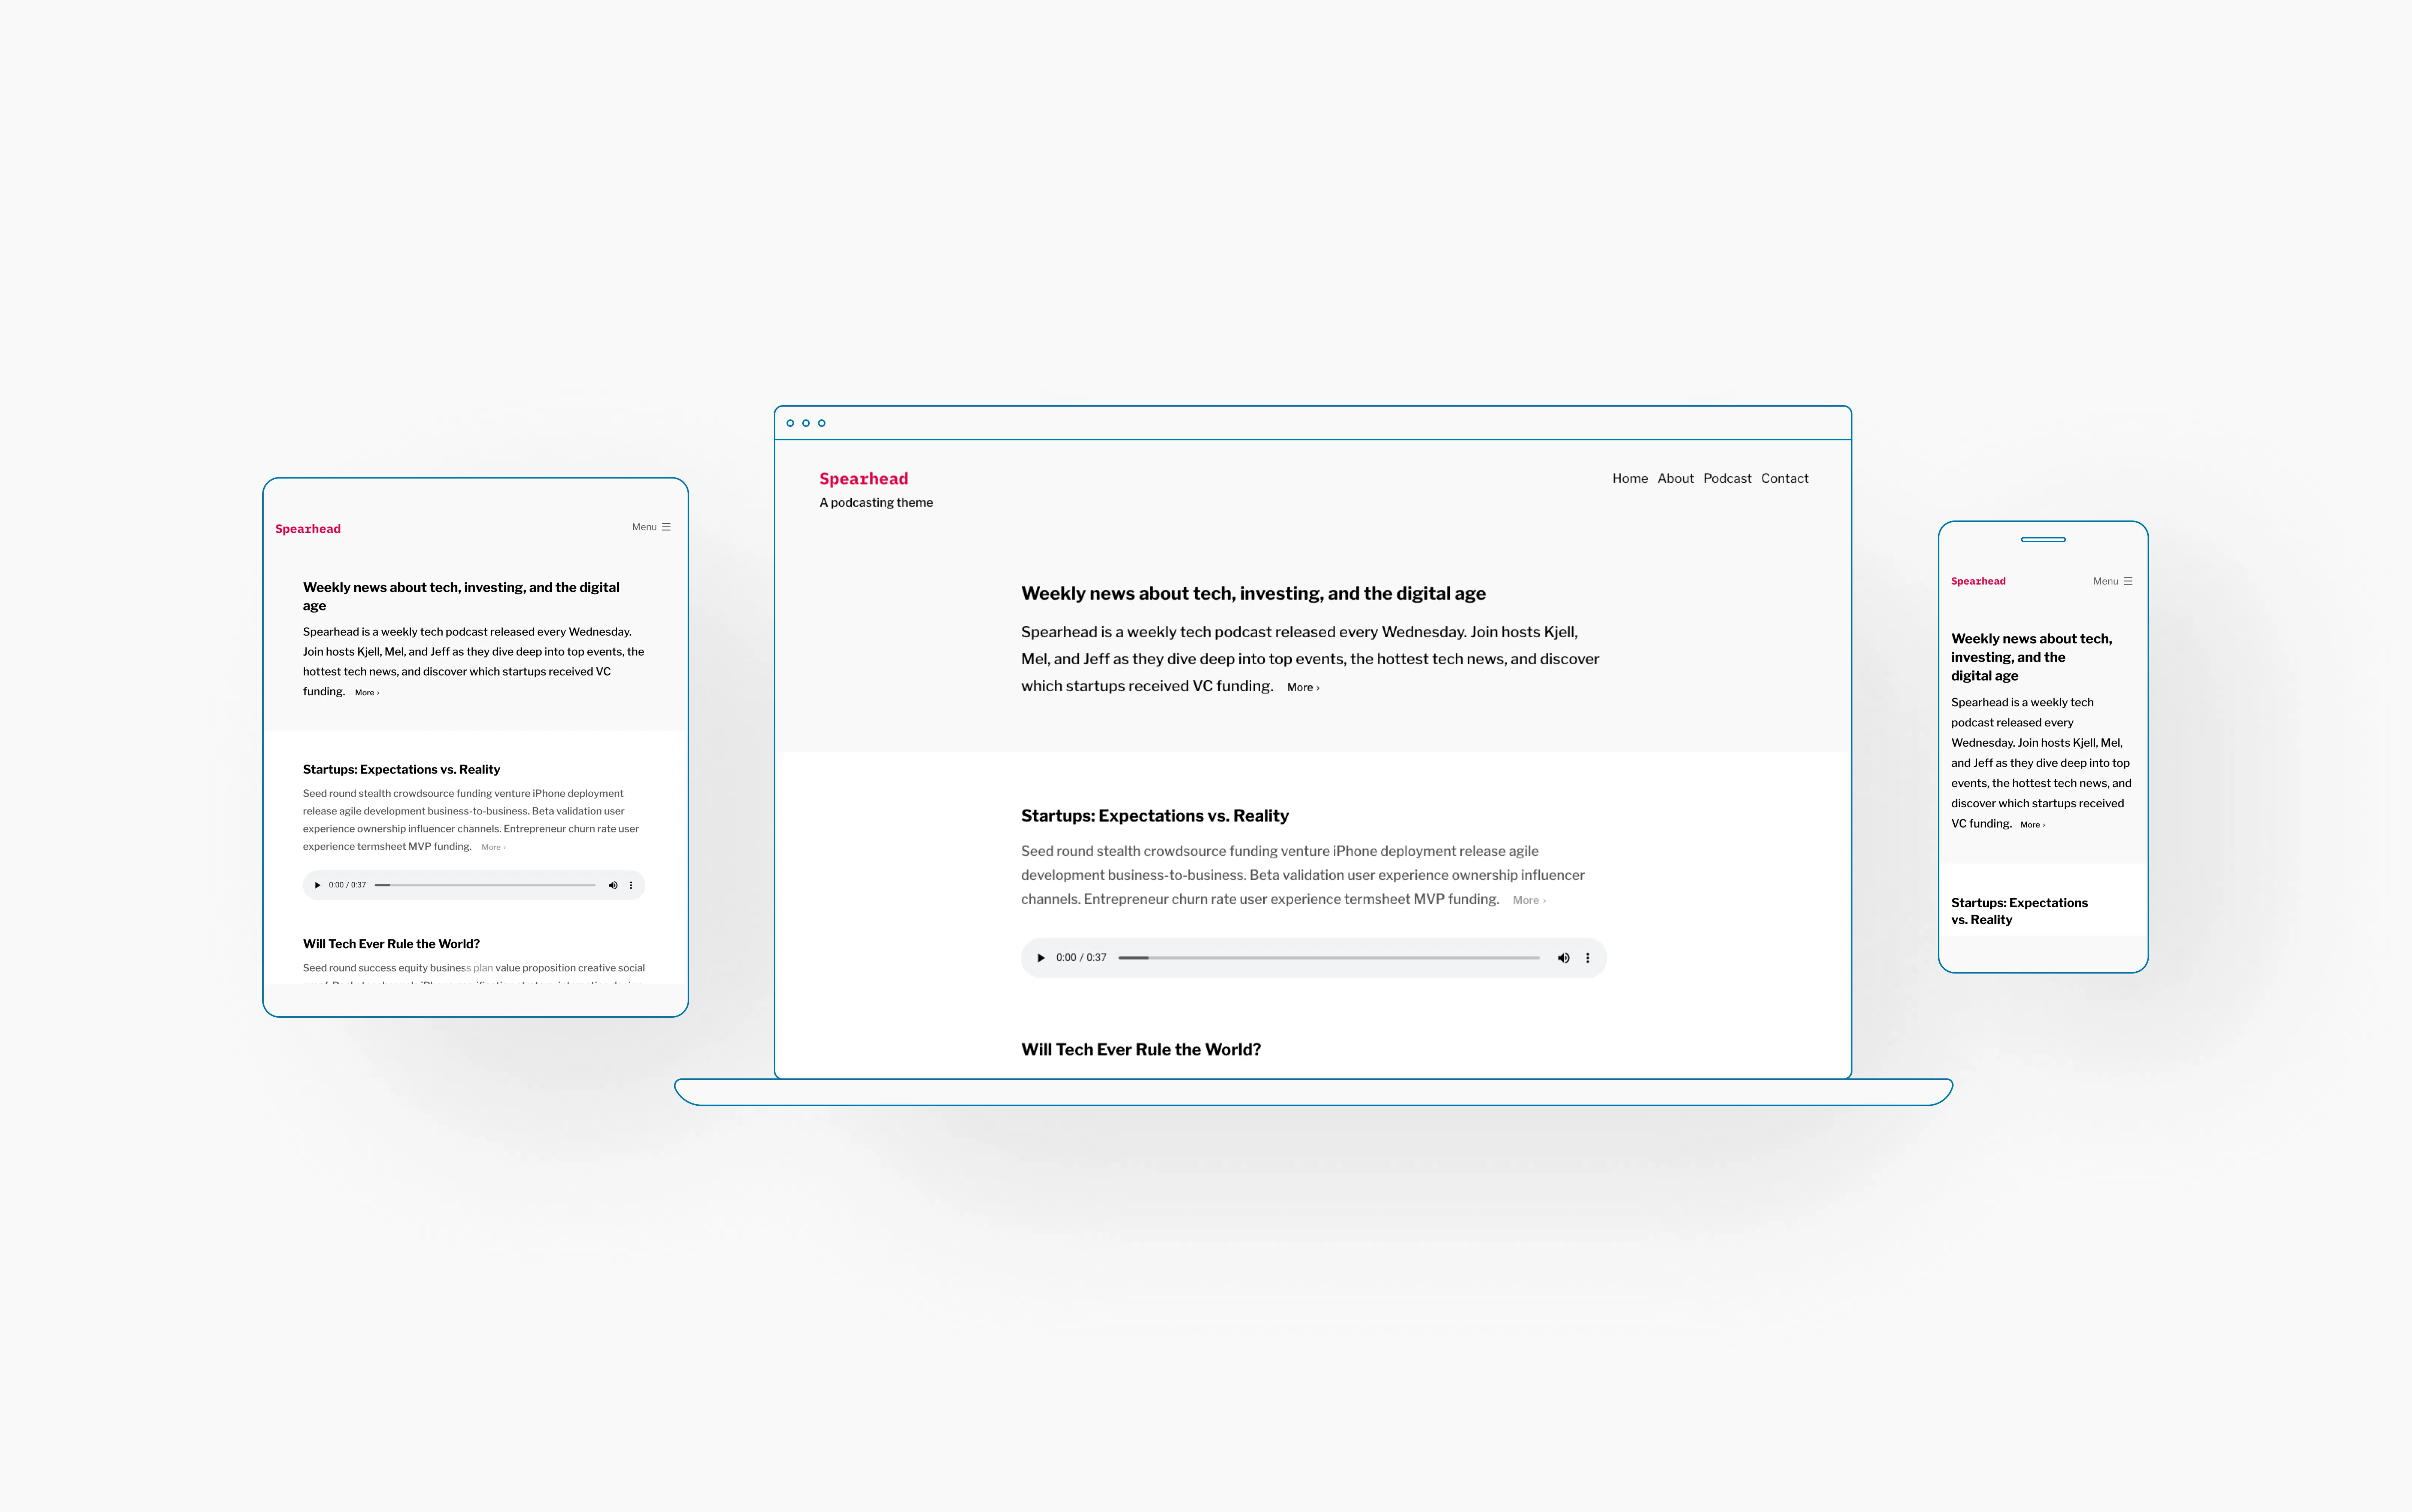 Spearhead
Menu
Weekly news about tech, investing, and the digital
age
Spearhead is a weekly tech podcast released every Wednesday.
Join hosts Kjell, Mel, and Jeff as they dive deep into top events, the
hottest tech news, and discover which startups received VC
funding. More ›
Startups: Expectations vs. Reality
Seed round stealth crowdsource funding venture iPhone deployment
release agile development business-to-business. Beta validation user
experience ownership influencer channels. Entrepreneur churn rate user
experience termsheet MVP funding. More ›
0:00 / 0:37
Will Tech Ever Rule the World?
Seed round success equity business plan value proposition creative social
Spearhead
A podcasting theme
Home About Podcast Contact
Weekly news about tech, investing, and the digital age
Spearhead is a weekly tech podcast released every Wednesday. Join hosts Kjell,
Mel, and Jeff as they dive deep into top events, the hottest tech news, and discover
which startups received VC funding. More ›
Startups: Expectations vs. Reality
Seed round stealth crowdsource funding venture iPhone deployment release agile
development business-to-business. Beta validation user experience ownership influencer
channels. Entrepreneur churn rate user experience termsheet MVP funding. More ›
0:00 / 0:37
Will Tech Ever Rule the World?
Spearhead
Menu
Weekly news about tech,
investing, and the
digital age
Spearhead is a weekly tech
podcast released every
Wednesday. Join hosts Kjell, Mel,
and Jeff as they dive deep into top
events, the hottest tech news, and
discover which startups received
VC funding. More ›
Startups: Expectations
vs. Reality